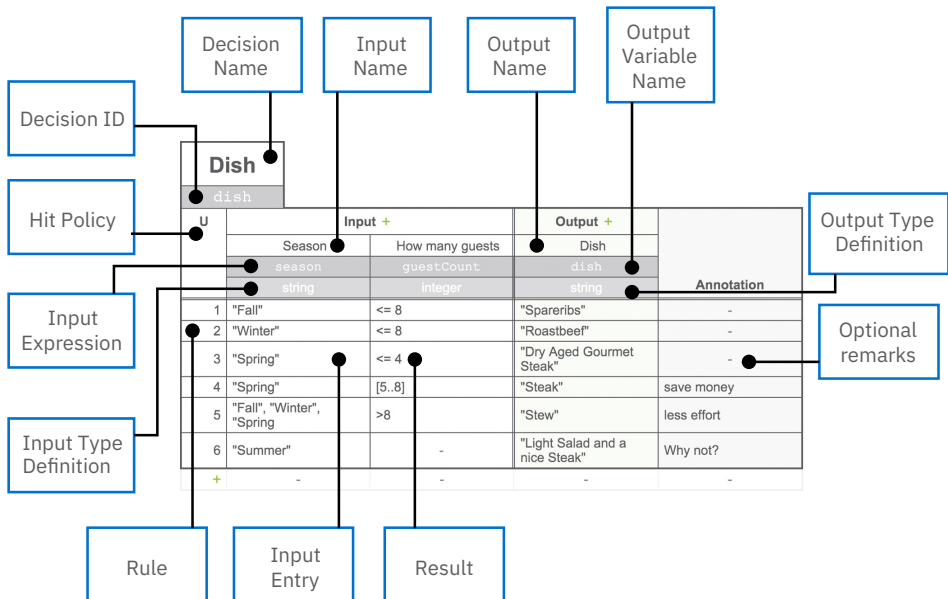 Decision
Name
Input
Name
Output
Name
Output
Variable
Name
Decision ID
Dish
dish
Hit Policy
U
Input +
Output +
Output Type
Definition
Season
How many guests
Dish
season
guestCount
dish
string
integer
string
Annotation
Input
Expression
1 "Fall" <= 8 "Spareribs" -
2 "Winter" <= 8 "Roastbeef" -
3 "Spring" <= 4 "Dry Aged Gourmet
Steak" -
4 "Spring" [5..8] "Steak" save money
5 "Fall", "Winter",
"Spring >8 "Stew" less effort
6 "Summer" - "Light Salad and a
nice Steak" Why not?
+ - - - -
Optional
remarks
Input Type
Definition
Rule
Input
Entry
Result